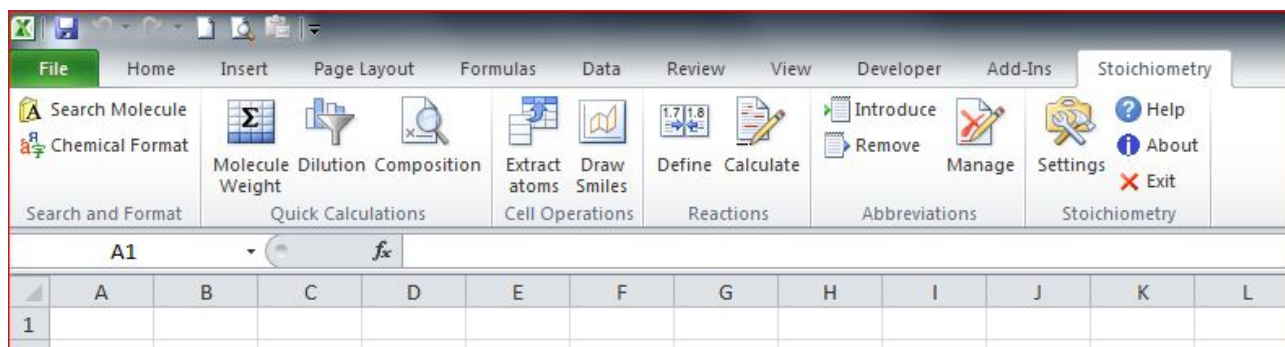 File Home Insert Page Layout Formulas Data Review View Developer Add-Ins Stoichiometry
Search Molecule
Chemical Format
Search and Format
Molecule Weight
Dilution
Composition
Quick Calculations
Extract atoms
Draw Smiles
Cell Operations
1.7 1.8
Define
Calculate
Reactions
Introduce
Remove
Manage
Abbreviations
Settings
Help
About
Exit
Stoichiometry
A1 fx
A B C D E F G H I J K L
1